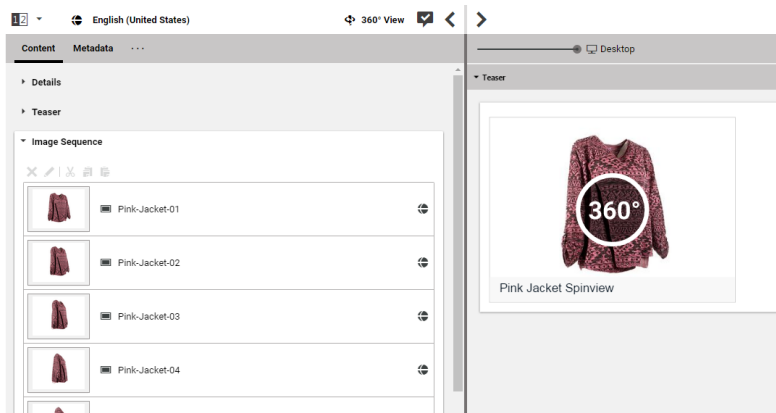 12
English (United States)
360° View
Content
Metadata
...
Desktop
Details
Teaser
Image Sequence
Pink-Jacket-01
Pink-Jacket-02
Pink-Jacket-03
Pink-Jacket-04
Teaser
360°
Pink Jacket Spinview